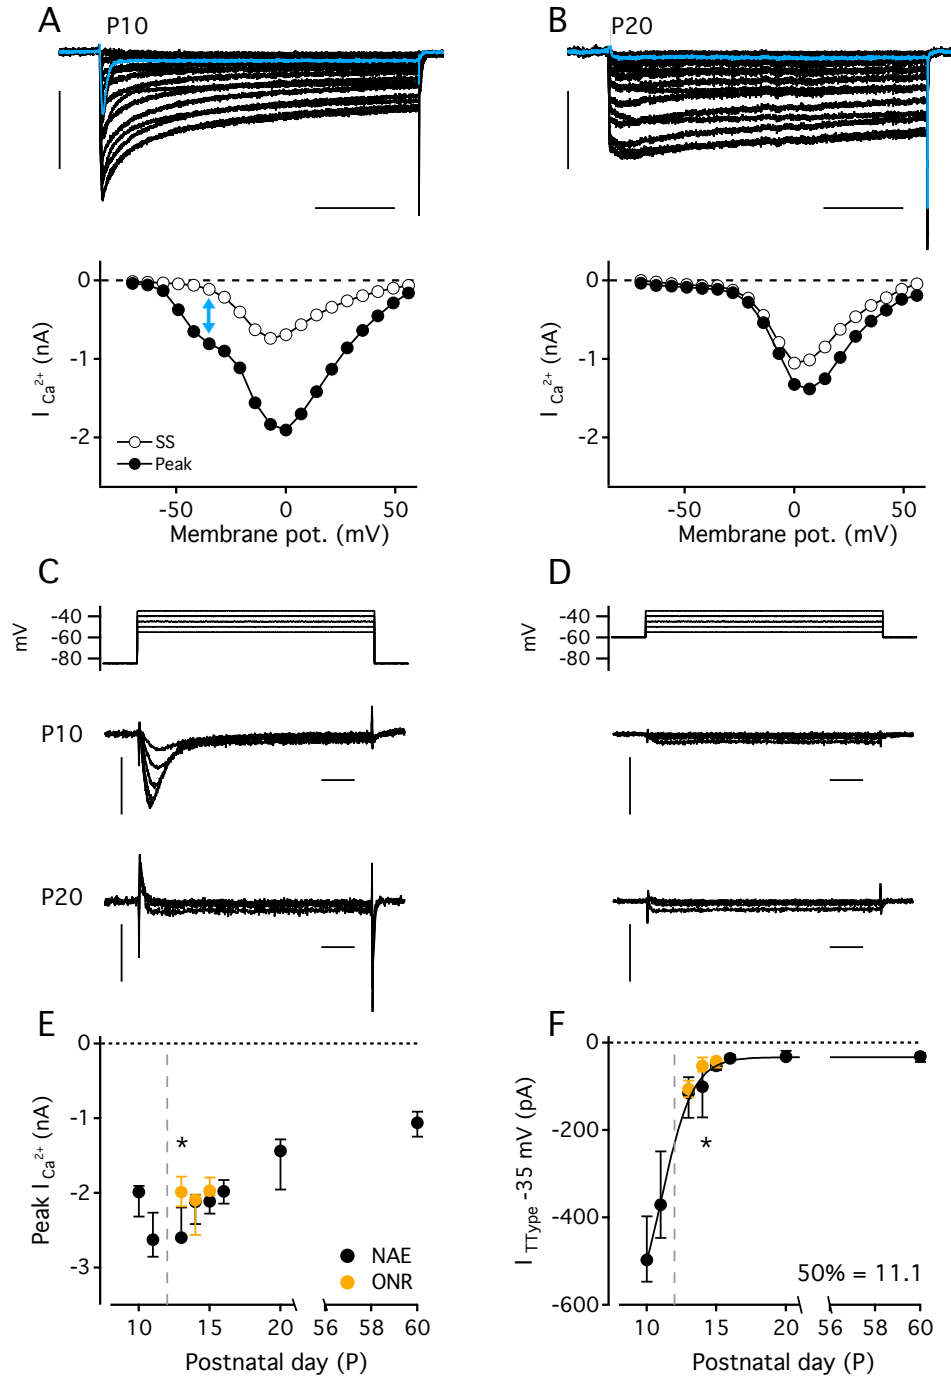 A
P10
B
P20
0
-1
-2
I Ca2+ (nA)
SS
Peak
-50
0
50
Membrane pot. (mV)
0
-1
-2
I Ca2+ (nA)
-50
0
50
Membrane pot. (mV)
C
-40
-60
-80
mV
P10
P20
D
-40
-60
-80
mV
E
0
-1
-2
-3
Peak I Ca2+ (nA)
*
NAE
ONR
10
15
20
56
58
60
Postnatal day (P)
F
0
-200
-400
-600
I TType -35 mV (pA)
*
50% = 11.1
10
15
20
56
58
60
Postnatal day (P)